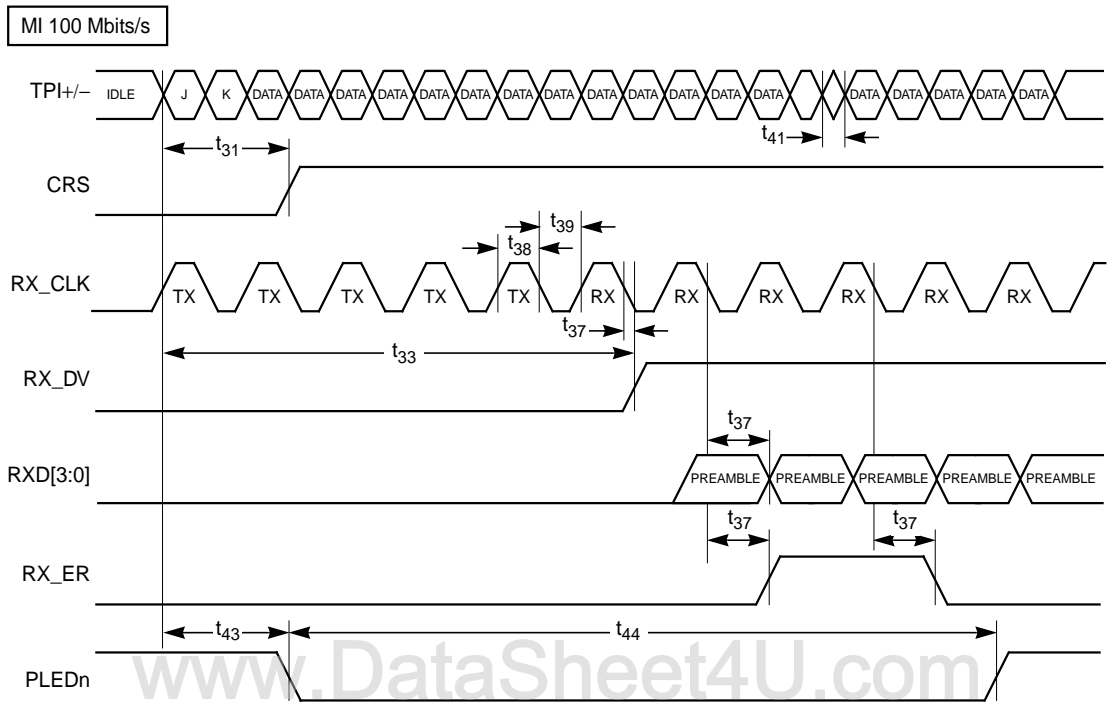 MI 100 Mbits/s
TPI+/– IDLE J K DATA DATA DATA DATA DATA DATA DATA DATA DATA DATA DATA DATA DATA DATA DATA DATA DATA DATA
t41
t31
CRS
t39
t38
RX_CLK TX TX TX TX TX RX RX RX RX RX RX
t37
t33
RX_DV
t37
RXD[3:0] PREAMBLE PREAMBLE PREAMBLE PREAMBLE PREAMBLE
t37 t37
RX_ER
t43 t44
PLEDn
www.DataSheet4U.com